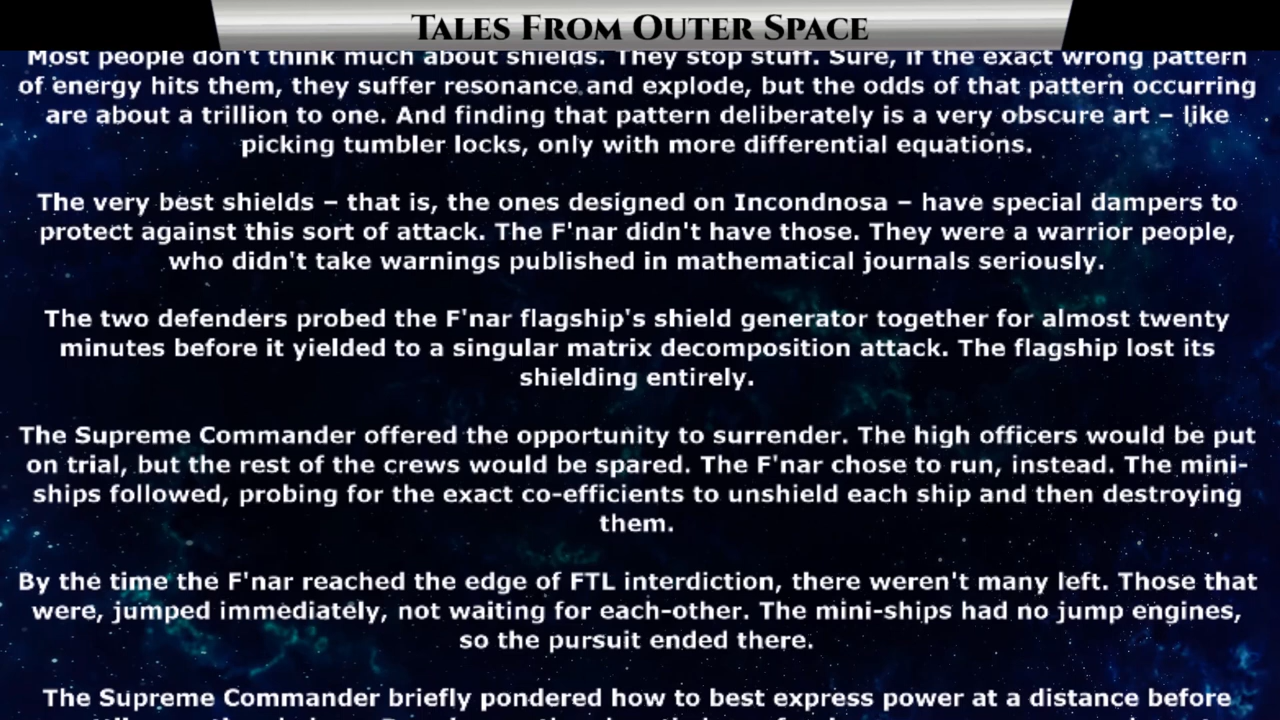 Tales From Outer Space
Most people don't think much about shields. They stop stuff. Sure, if the exact wrong pattern
of energy hits them, they suffer resonance and explode, but the odds of that pattern occurring
are about a trillion to one. And finding that pattern deliberately is a very obscure art – like
picking tumbler locks, only with more differential equations.
The very best shields – that is, the ones designed on Incondnosa – have special dampers to
protect against this sort of attack. The F'nar didn't have those. They were a warrior people,
who didn't take warnings published in mathematical journals seriously.
The two defenders probed the F'nar flagship's shield generator together for almost twenty
minutes before it yielded to a singular matrix decomposition attack. The flagship lost its
shielding entirely.
The Supreme Commander offered the opportunity to surrender. The high officers would be put
on trial, but the rest of the crews would be spared. The F'nar chose to run, instead. The mini-
ships followed, probing for the exact co-efficients to unshield each ship and then destroying
them.
By the time the F'nar reached the edge of FTL interdiction, there weren't many left. Those that
were, jumped immediately, not waiting for each-other. The mini-ships had no jump engines,
so the pursuit ended there.
The Supreme Commander briefly pondered how to best express power at a distance before